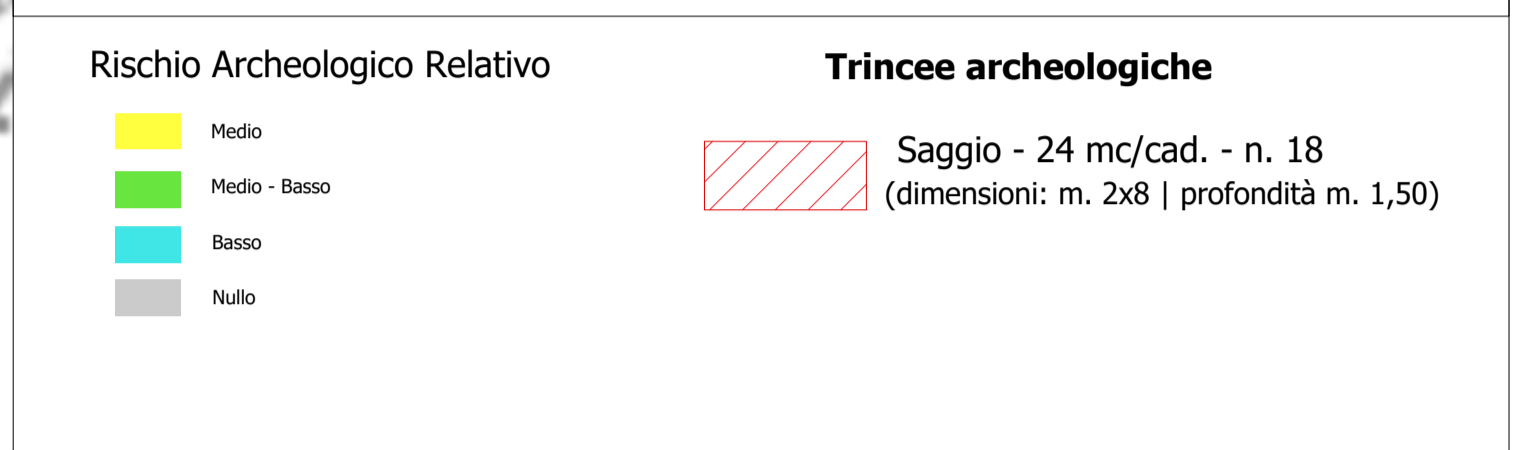 Rischio Archeologico Relativo
Medio
Medio - Basso
Basso
Nullo
Trincee archeologiche
Saggio - 24 mc/cad. - n. 18
(dimensioni: m. 2x8 | profondità m. 1,50)